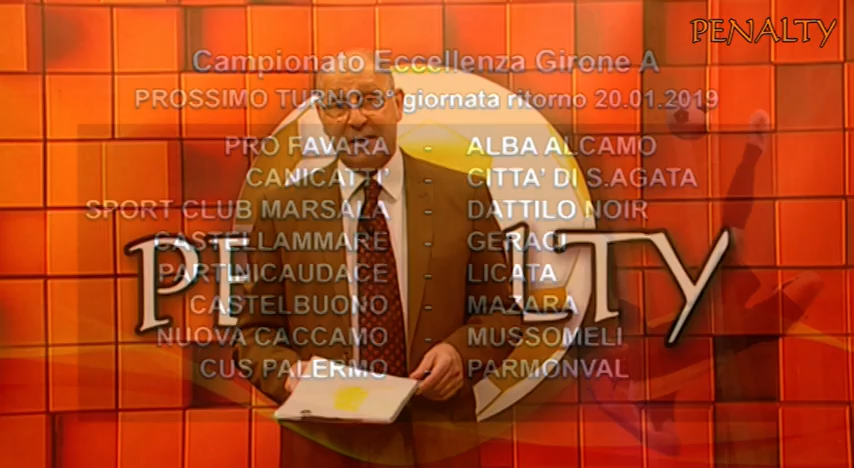 PENALTY
Campionato Eccellenza Girone A
PROSSIMO TURNO 3° giornata ritorno 20.01.2019
PRO FAVARA - ALBA ALCAMO
CANICATTI' - CITTA' DI S.AGATA
SPORT CLUB MARSALA - DATTILO NOIR
CASTELLAMMARE - GERACI
PARTINICAUDACE - LICATA
CASTELBUONO - MAZARA
NUOVA CACCAMO - MUSSOMELI
CUS PALERMO - PARMONVAL